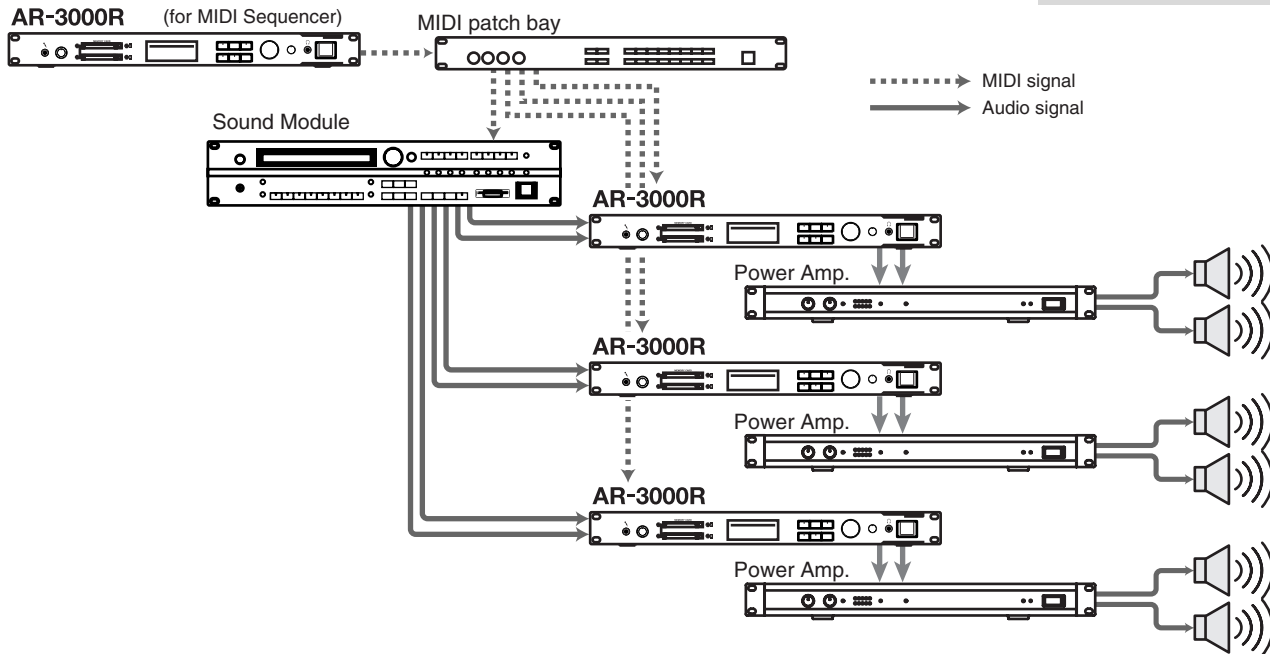 AR-3000R (for MIDI Sequencer)
MIDI patch bay
MIDI signal
Audio signal
Sound Module
AR-3000R
Power Amp.
AR-3000R
Power Amp.
AR-3000R
Power Amp.